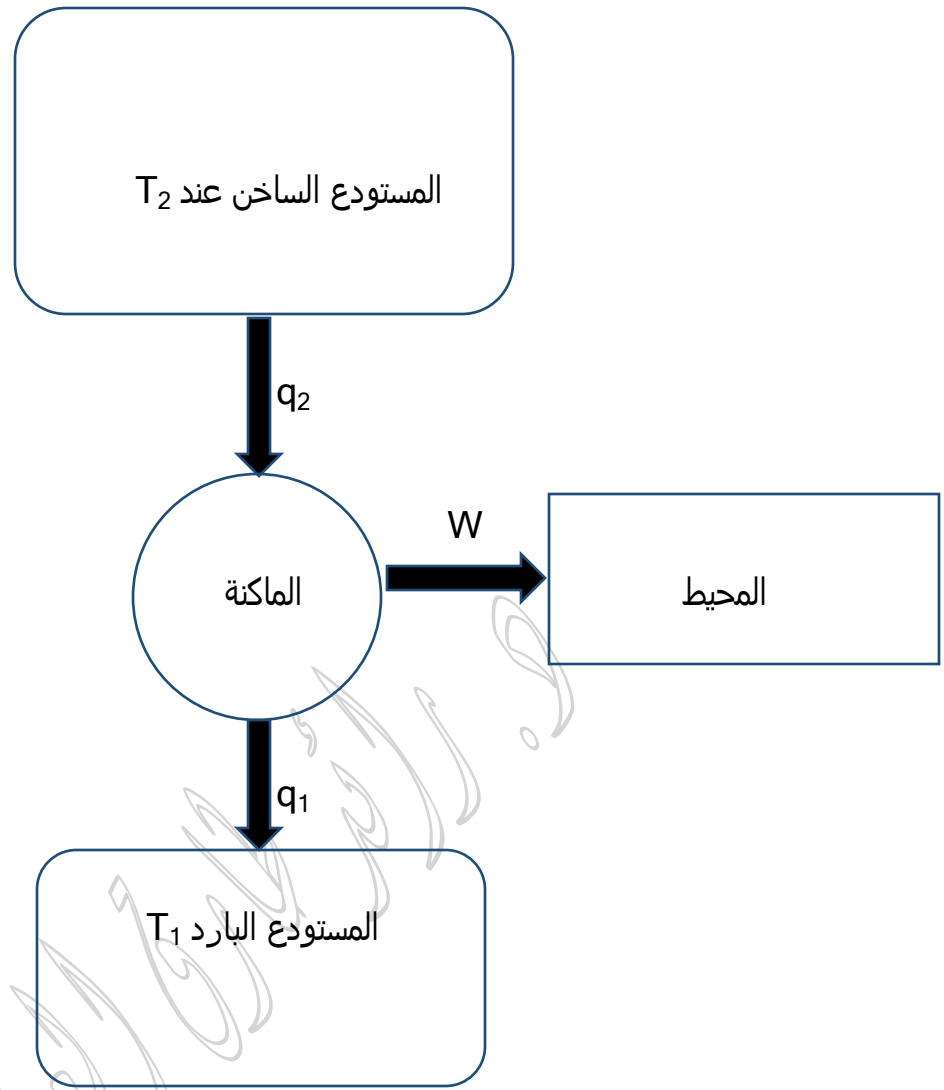 المستودع الساخن عند T₂
q₂
W
الماكنة
المحيط
q₁
المستودع البارد T₁